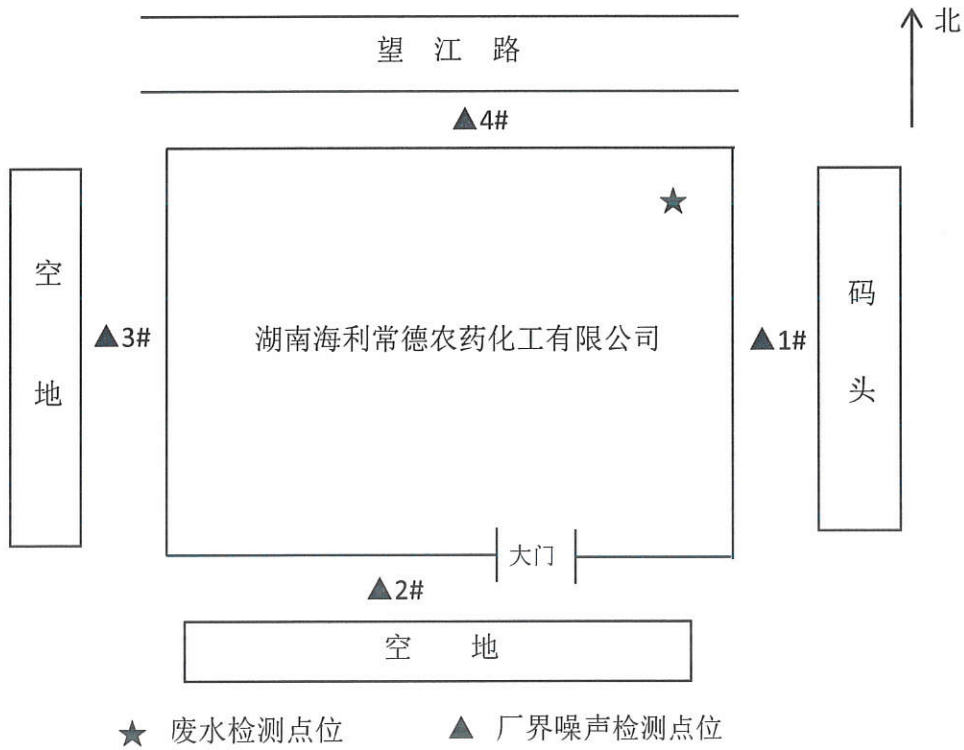 北
望 江 路
▲4#
空
地
▲3#
湖南海利常德农药化工有限公司
▲1#
码
头
大门
▲2#
空 地
★ 废水检测点位 ▲ 厂界噪声检测点位